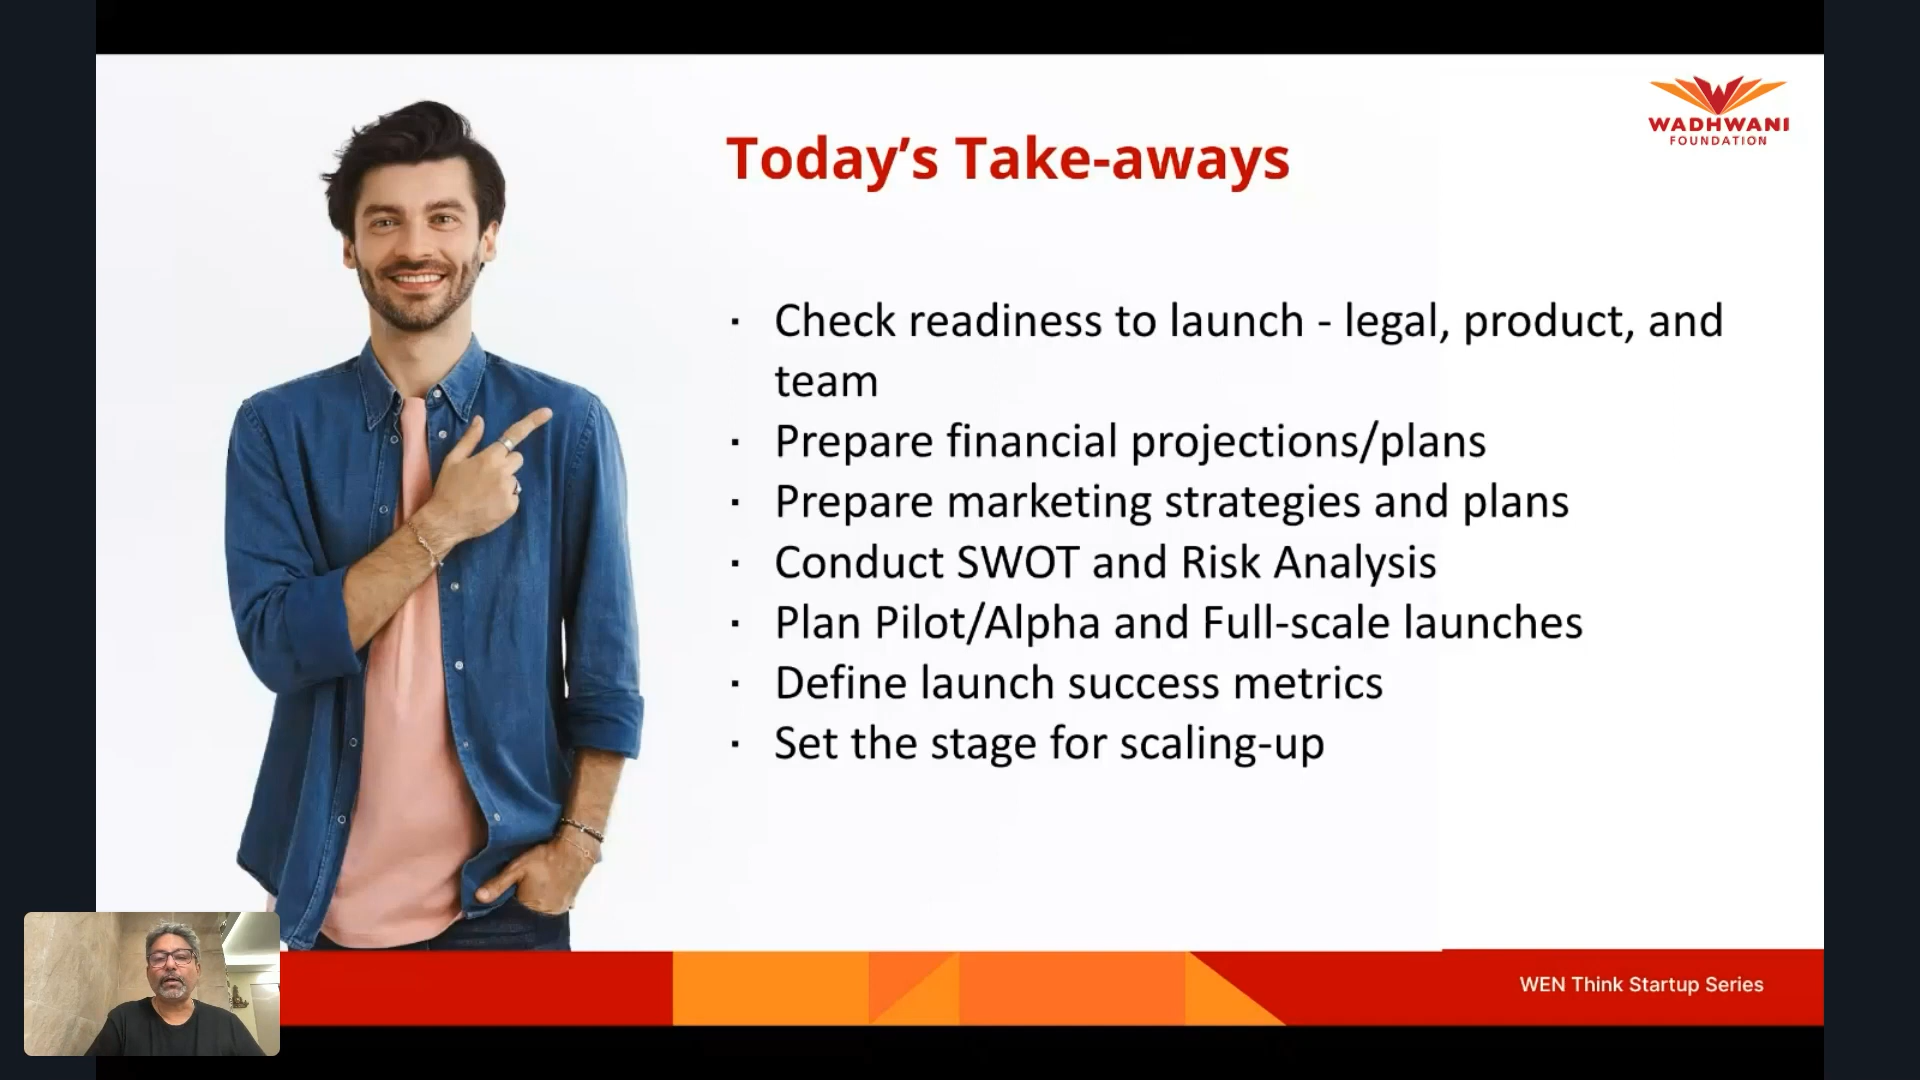 WADHWANI
FOUNDATION
Today’s Take-aways
· Check readiness to launch - legal, product, and
team
· Prepare financial projections/plans
· Prepare marketing strategies and plans
· Conduct SWOT and Risk Analysis
· Plan Pilot/Alpha and Full-scale launches
· Define launch success metrics
· Set the stage for scaling-up
WEN Think Startup Series